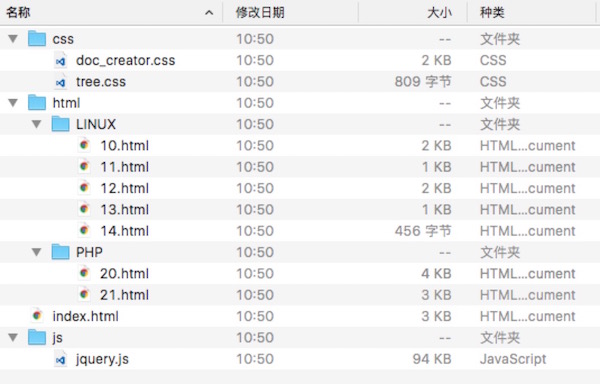 名称 修改日期 大小 种类
css 10:50 -- 文件夹
doc_creator.css 10:50 2 KB CSS
tree.css 10:50 809 字节 CSS
html 10:50 -- 文件夹
LINUX 10:50 -- 文件夹
10.html 10:50 2 KB HTML...cument
11.html 10:50 1 KB HTML...cument
12.html 10:50 2 KB HTML...cument
13.html 10:50 1 KB HTML...cument
14.html 10:50 456 字节 HTML...cument
PHP 10:50 -- 文件夹
20.html 10:50 4 KB HTML...cument
21.html 10:50 3 KB HTML...cument
index.html 10:50 3 KB HTML...cument
js 10:50 -- 文件夹
jquery.js 10:50 94 KB JavaScript